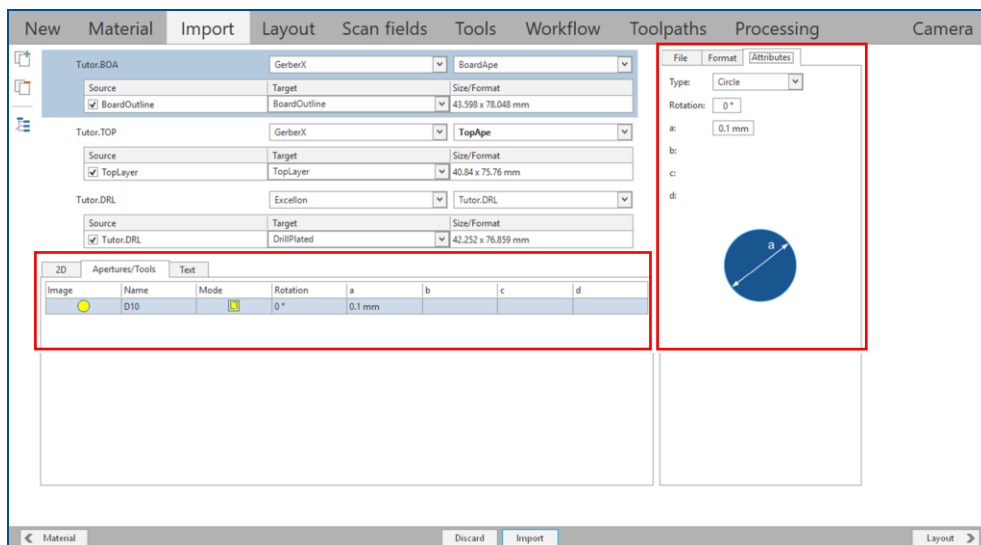 New Material Import Layout Scan fields Tools Workflow Toolpaths Processing Camera
Tutor.BOA GerberX BoardApe
Source Target Size/Format
BoardOutline BoardOutline 43.598 x 78.048 mm
Tutor.TOP GerberX TopApe
Source Target Size/Format
TopLayer TopLayer 40.84 x 75.76 mm
Tutor.DRL Excellon Tutor.DRL
Source Target Size/Format
Tutor.DRL DrillPlated 42.252 x 76.859 mm
2D Apertures/Tools Text
Image Name Mode Rotation a b c d
D10 0 ° 0.1 mm
File Format Attributes
Type: Circle
Rotation: 0 °
a: 0.1 mm
b:
c:
d:
a
Material Discard Import Layout